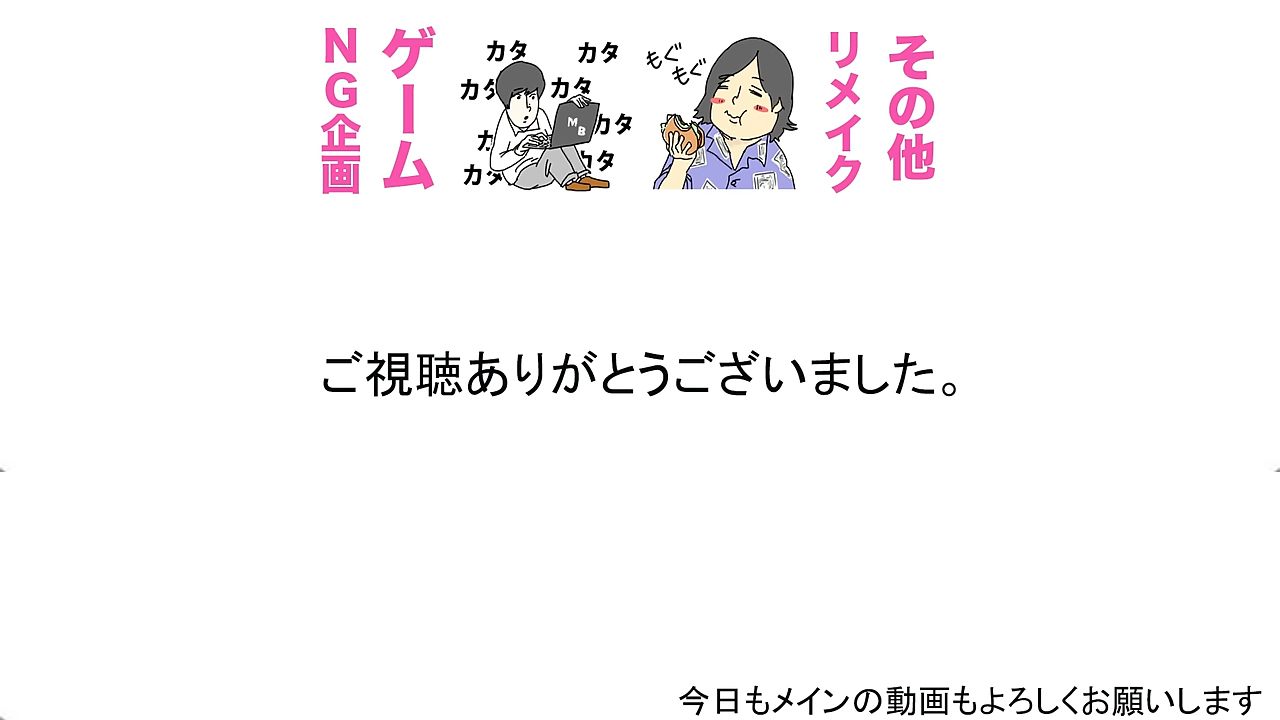 ゲーム
NG企画
カタ
カタ
カタ
カタ
カタ
カ
カタ
カタ
MB
もぐ
もぐ
その他
リメイク
ご視聴ありがとうございました。
今日もメインの動画もよろしくお願いします